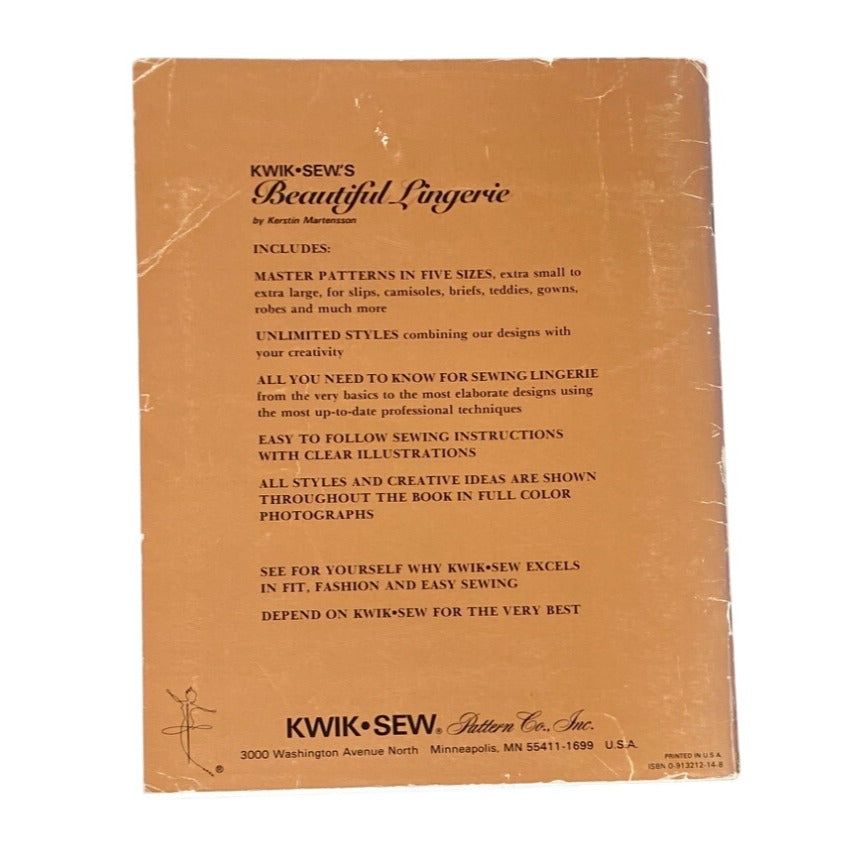 KWIK•SEW'S
Beautiful Lingerie
by Kerstin Martensson
INCLUDES:
MASTER PATTERNS IN FIVE SIZES, extra small to
extra large, for slips, camisoles, briefs, teddies, gowns,
robes and much more
UNLIMITED STYLES combining our designs with
your creativity
ALL YOU NEED TO KNOW FOR SEWING LINGERIE
from the very basics to the most elaborate designs using
the most up-to-date professional techniques
EASY TO FOLLOW SEWING INSTRUCTIONS
WITH CLEAR ILLUSTRATIONS
ALL STYLES AND CREATIVE IDEAS ARE SHOWN
THROUGHOUT THE BOOK IN FULL COLOR
PHOTOGRAPHS
SEE FOR YOURSELF WHY KWIK•SEW EXCELS
IN FIT, FASHION AND EASY SEWING
DEPEND ON KWIK•SEW FOR THE VERY BEST
KWIK•SEW® Pattern Co., Inc.
3000 Washington Avenue North Minneapolis, MN 55411-1699 U.S.A.
®
PRINTED IN U.S.A.
ISBN 0-913212-14-8